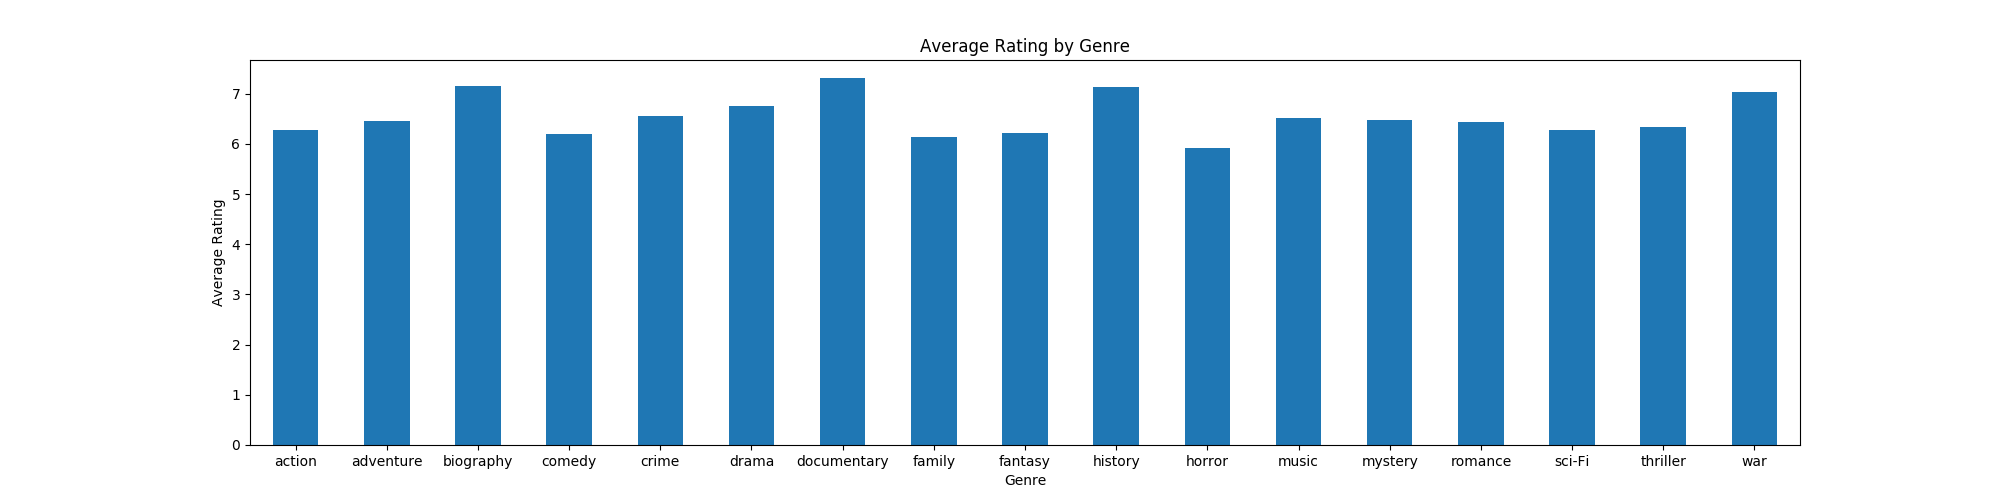 Average Rating by Genre
Average Rating
7
6
5
4
3
2
1
0
action adventure biography comedy crime drama documentary family fantasy history horror music mystery romance sci-Fi thriller war
Genre